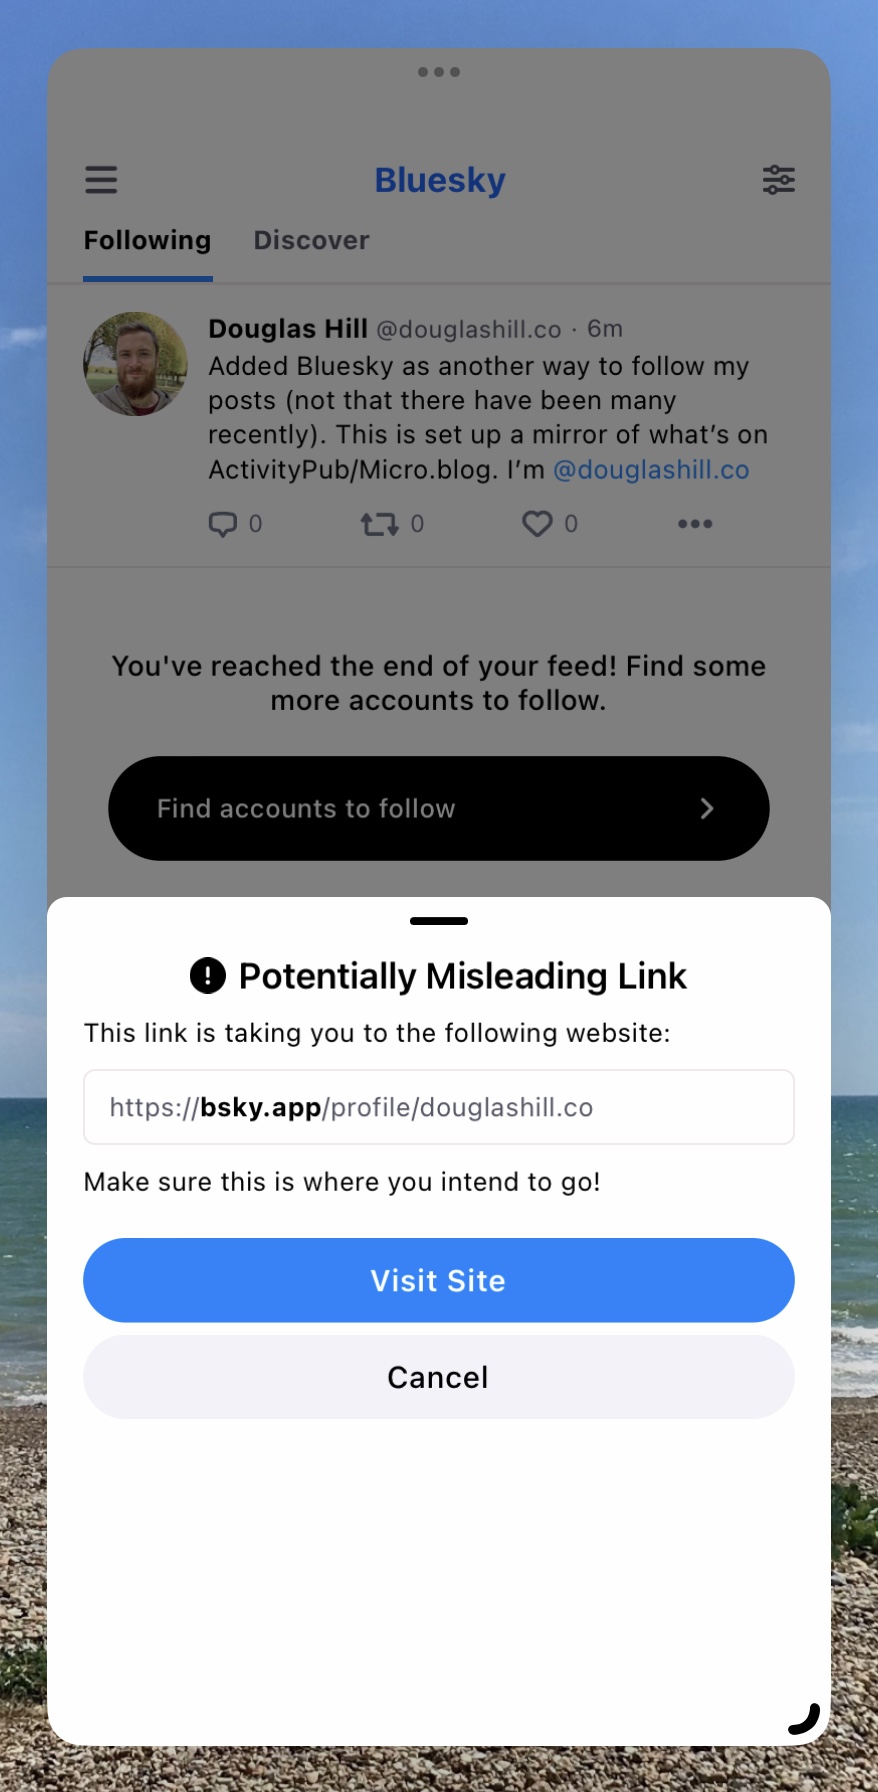 Bluesky
Following Discover
Douglas Hill @douglashill.co · 6m
Added Bluesky as another way to follow my
posts (not that there have been many
recently). This is set up a mirror of what’s on
ActivityPub/Micro.blog. I’m @douglashill.co
0 0 0
You've reached the end of your feed! Find some
more accounts to follow.
Find accounts to follow
Potentially Misleading Link
This link is taking you to the following website:
https://bsky.app/profile/douglashill.co
Make sure this is where you intend to go!
Visit Site
Cancel